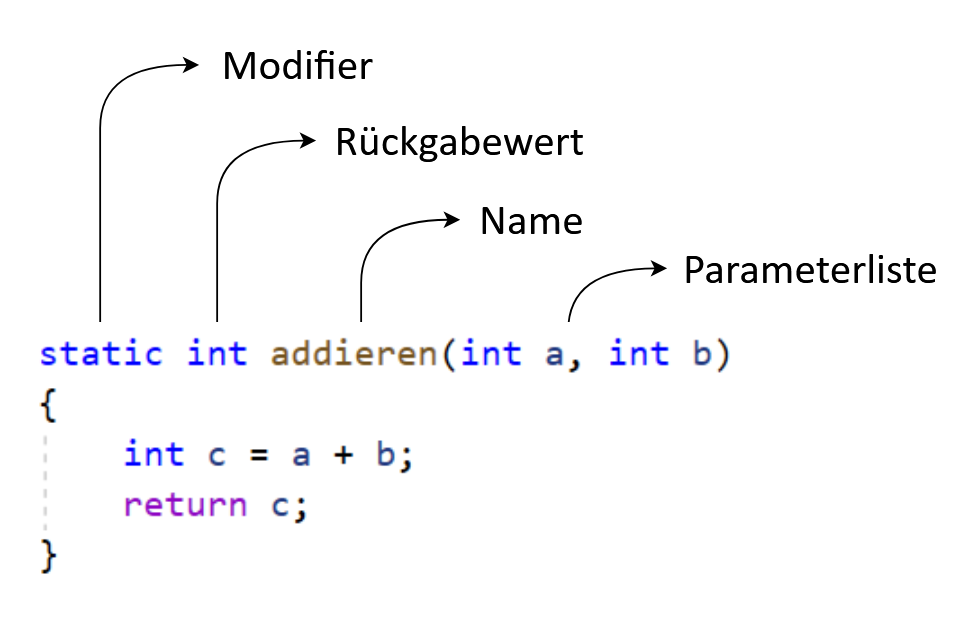 Modifier
Rückgabewert
Name
Parameterliste
static int addieren(int a, int b)
{
    int c = a + b;
    return c;
}